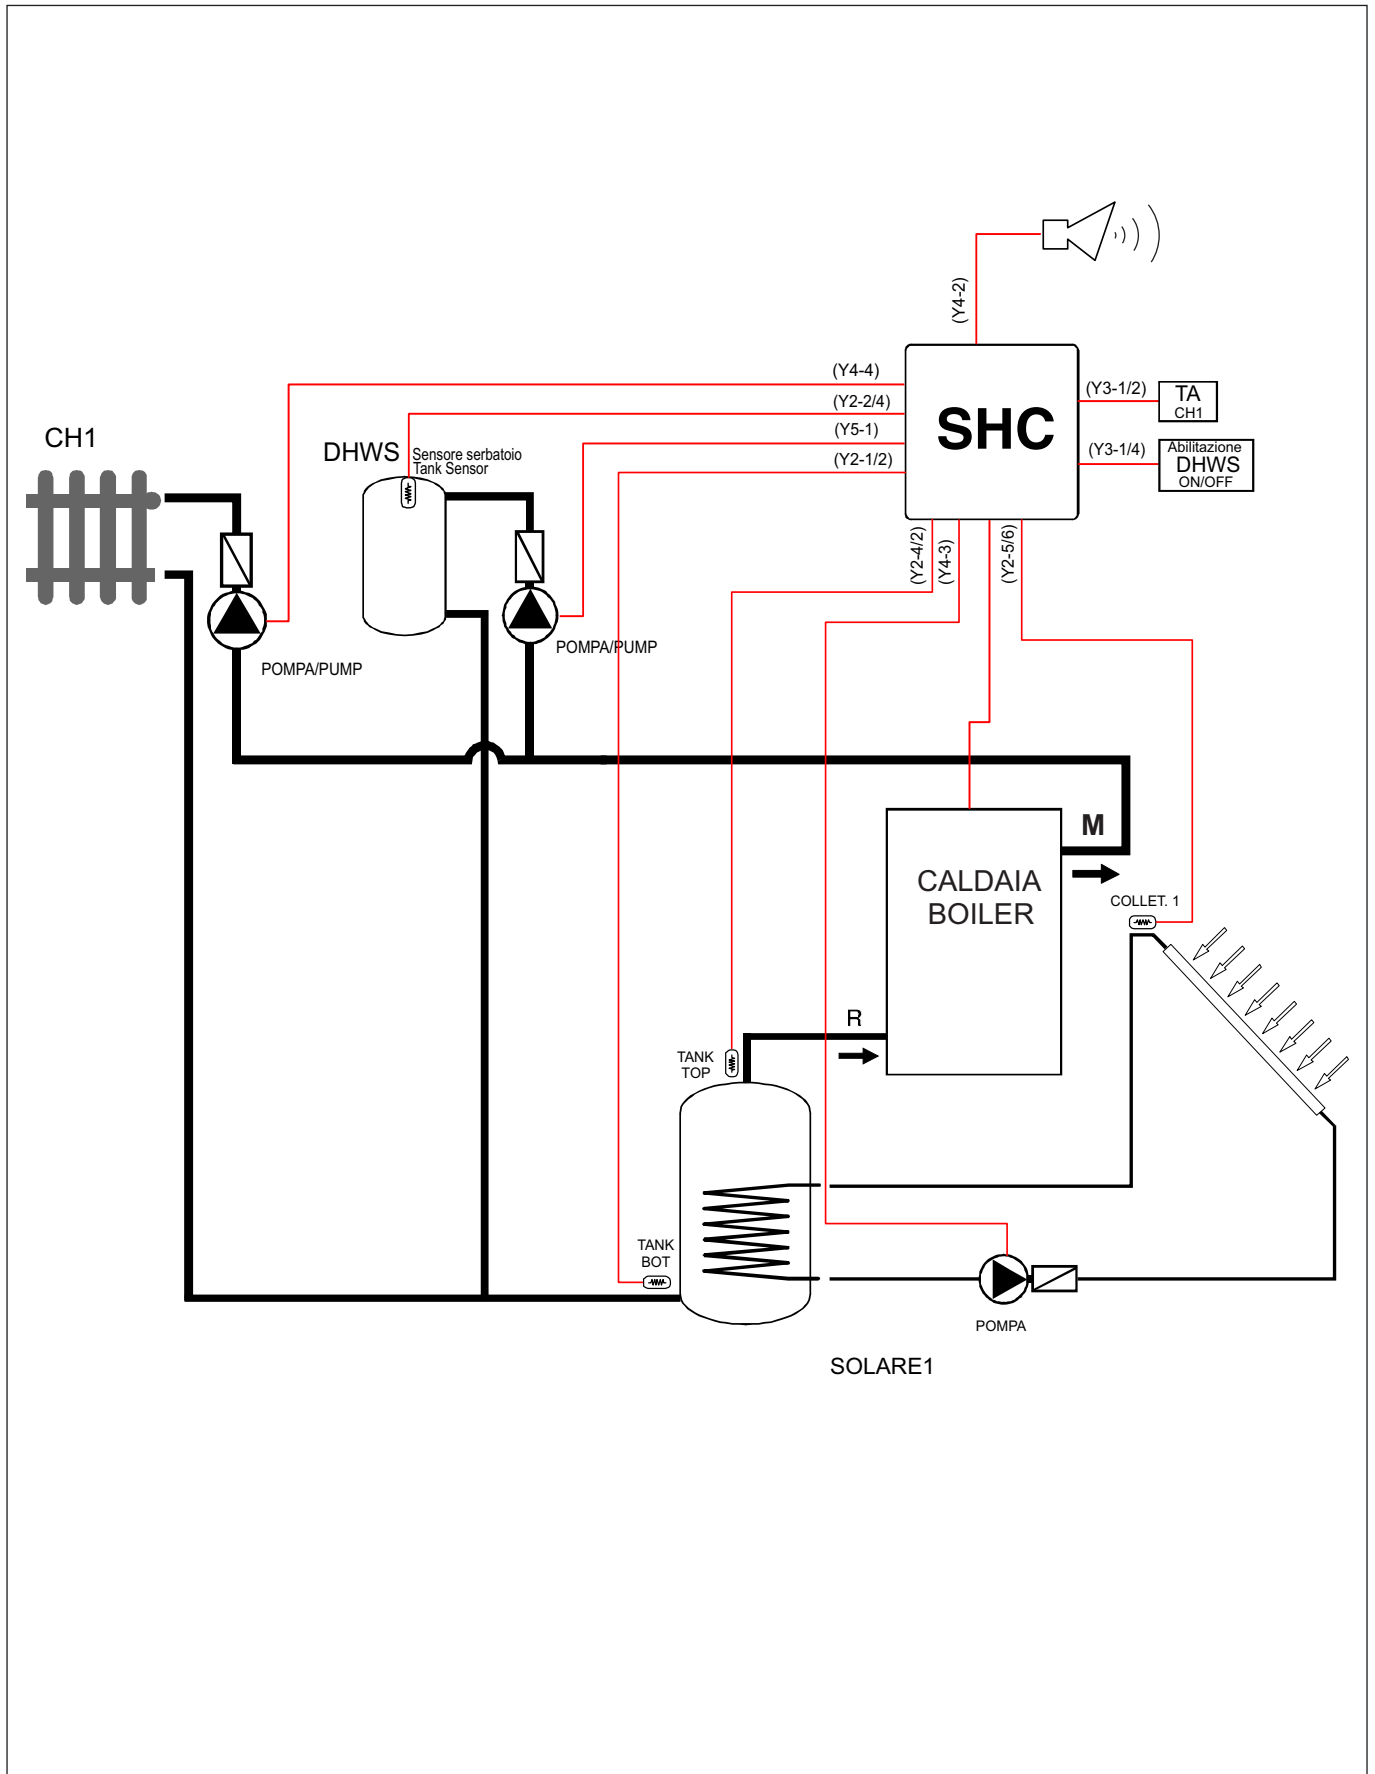 (Y4-2)
(Y4-4)
(Y2-2/4)
(Y5-1)
(Y2-1/2)
SHC
(Y3-1/2)
TA
CH1
(Y3-1/4)
Abilitazione
DHWS
ON/OFF
CH1
DHWS
Sensore serbatoio
Tank Sensor
(Y2-4/2)
(Y4-3)
(Y2-5/6)
POMPA/PUMP
POMPA/PUMP
M
CALDAIA
BOILER
COLLET. 1
R
TANK
TOP
TANK
BOT
POMPA
SOLARE1